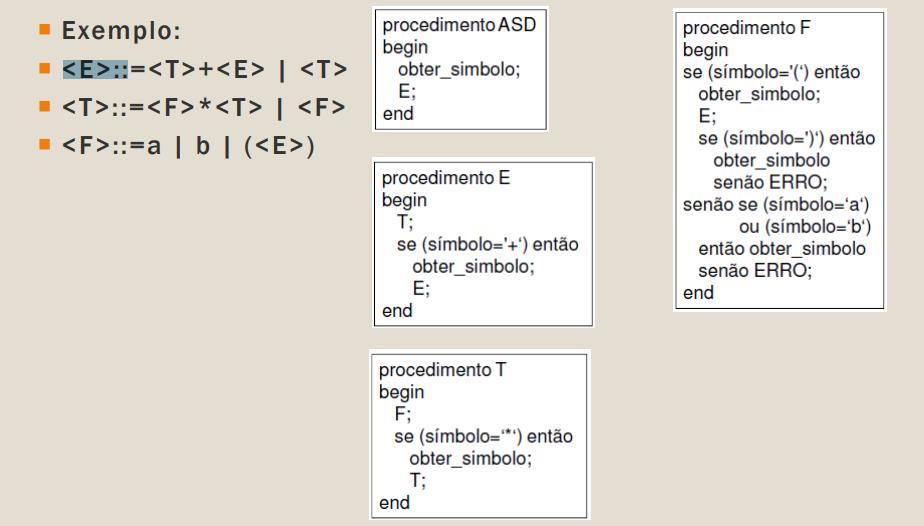 Exemplo:
<E>::=<T>+<E> | <T>
<T>::=<F>*<T> | <F>
<F>::=a | b | (<E>)
procedimento ASD
begin
obter_simbolo;
E;
end
procedimento E
begin
T;
se (símbolo='+') então
obter_simbolo;
E;
end
procedimento T
begin
F;
se (símbolo=‘*‘) então
obter_simbolo;
T;
end
procedimento F
begin
se (símbolo='(‘) então
obter_simbolo;
E;
se (símbolo=')‘) então
obter_simbolo
senão ERRO;
senão se (símbolo=‘a‘)
ou (símbolo=‘b‘)
então obter_simbolo
senão ERRO;
end